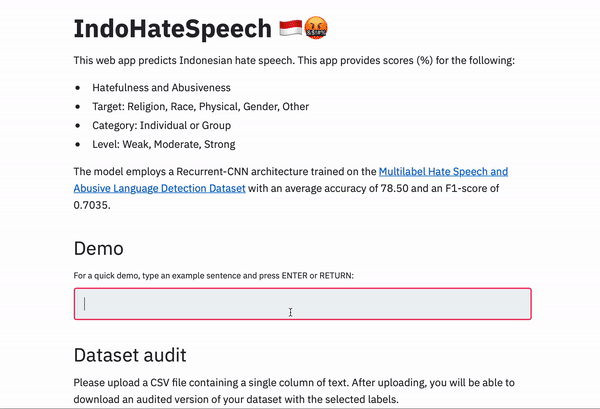 IndoHateSpeech 🇮🇩🤬
This web app predicts Indonesian hate speech. This app provides scores (%) for the following:
• Hatefulness and Abusiveness
• Target: Religion, Race, Physical, Gender, Other
• Category: Individual or Group
• Level: Weak, Moderate, Strong
The model employs a Recurrent-CNN architecture trained on the Multilabel Hate Speech and
Abusive Language Detection Dataset with an average accuracy of 78.50 and an F1-score of
0.7035.
Demo
For a quick demo, type an example sentence and press ENTER or RETURN:
Dataset audit
Please upload a CSV file containing a single column of text. After uploading, you will be able to
download an audited version of your dataset with the selected labels.